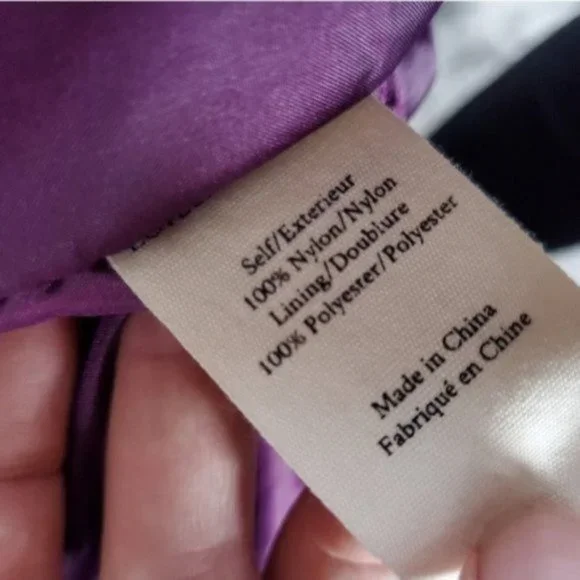 Self/Exterieur
100% Nylon/Nylon
Lining/Doublure
100% Polyester/Polyester
Made in China
Fabriqué en Chine